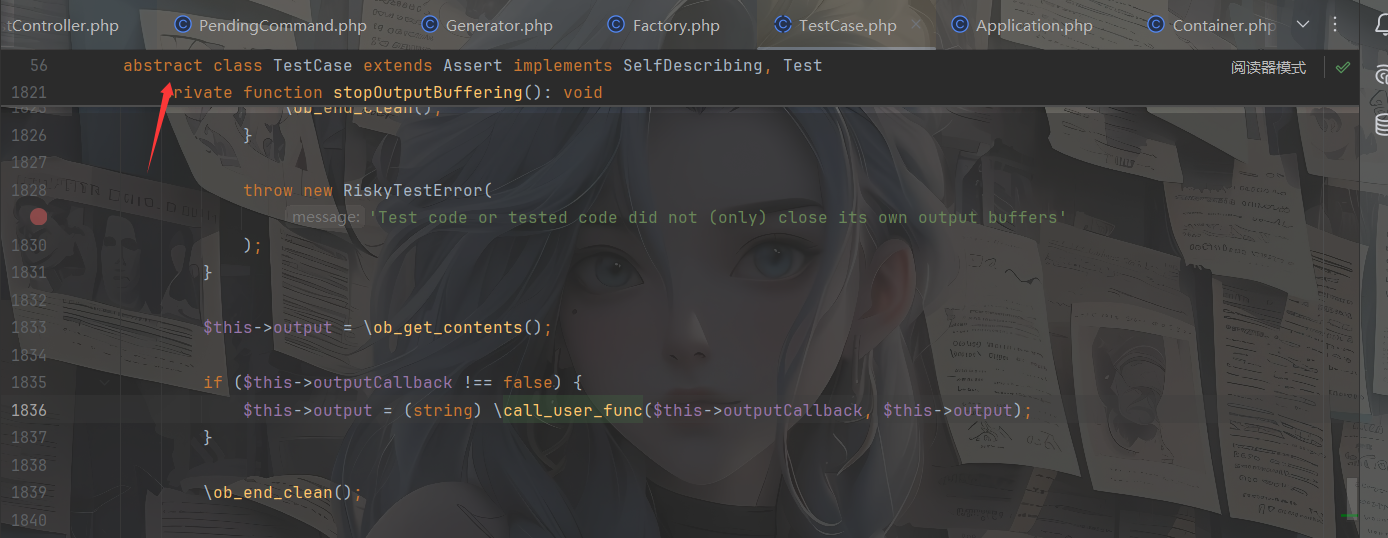 tController.php PendingCommand.php Generator.php Factory.php TestCase.php Application.php Container.php
56 abstract class TestCase extends Assert implements SelfDescribing, Test 阅读器模式
1821 private function stopOutputBuffering(): void
\ob_end_clean();
1826 }
1827
1828 throw new RiskyTestError(
message: 'Test code or tested code did not (only) close its own output buffers'
1830 );
1831 }
1832
1833 $this->output = \ob_get_contents();
1834
1835 if ($this->outputCallback !== false) {
1836 $this->output = (string) \call_user_func($this->outputCallback, $this->output);
1837 }
1838
1839 \ob_end_clean();
1840